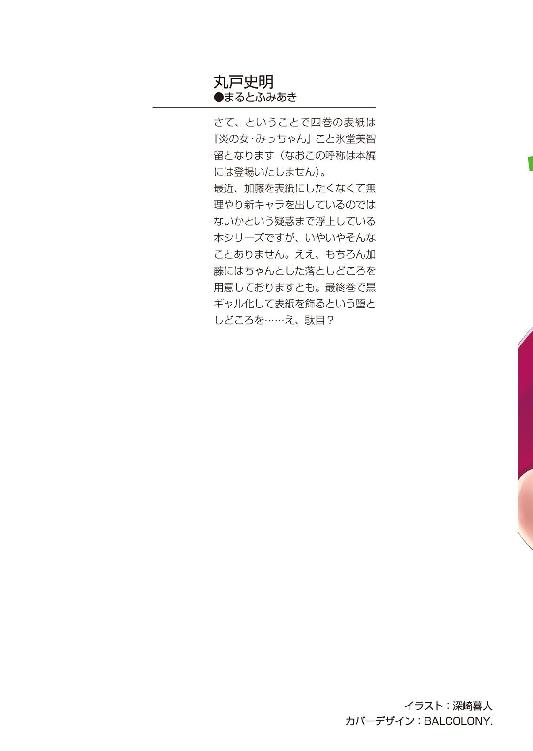 丸戸史明
●まるとふみあき
さて、ということで四巻の表紙は
『炎の女・みっちゃん』こと氷堂美智
留となります（なおこの呼称は本編
には登場いたしません）。
最近、加藤を表紙にしたくなくて無
理やり新キャラを出しているのでは
ないかという疑惑まで浮上している
本シリーズですが、いやいやそんな
ことありません。ええ、もちろん加
藤にはちゃんとした落としどころを
用意しておりますとも。最終巻で黒
ギャル化して表紙を飾るという堕と
しどころを……え、駄目？
イラスト：深崎暮人
カバーデザイン：BALCOLONY.